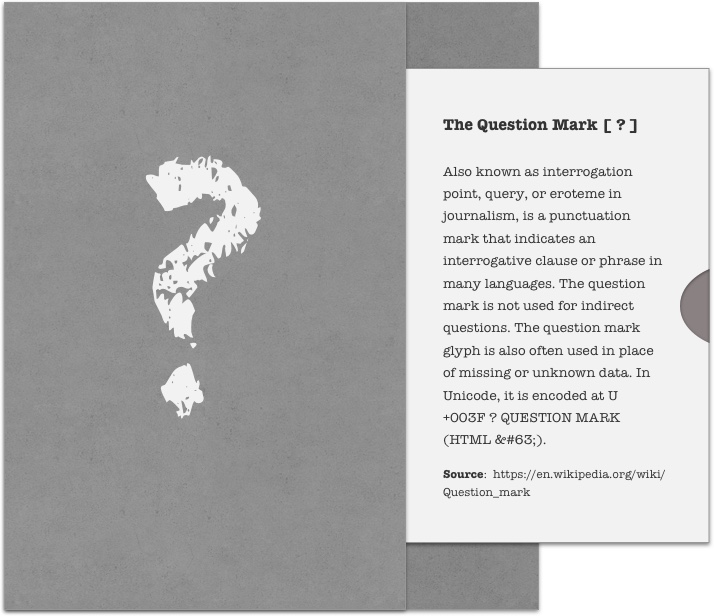 ?
The Question Mark [ ? ]
Also known as interrogation
point, query, or eroteme in
journalism, is a punctuation
mark that indicates an
interrogative clause or phrase in
many languages. The question
mark is not used for indirect
questions. The question mark
glyph is also often used in place
of missing or unknown data. In
Unicode, it is encoded at U
+003F ? QUESTION MARK
(HTML &#63;).
Source: https://en.wikipedia.org/wiki/
Question_mark